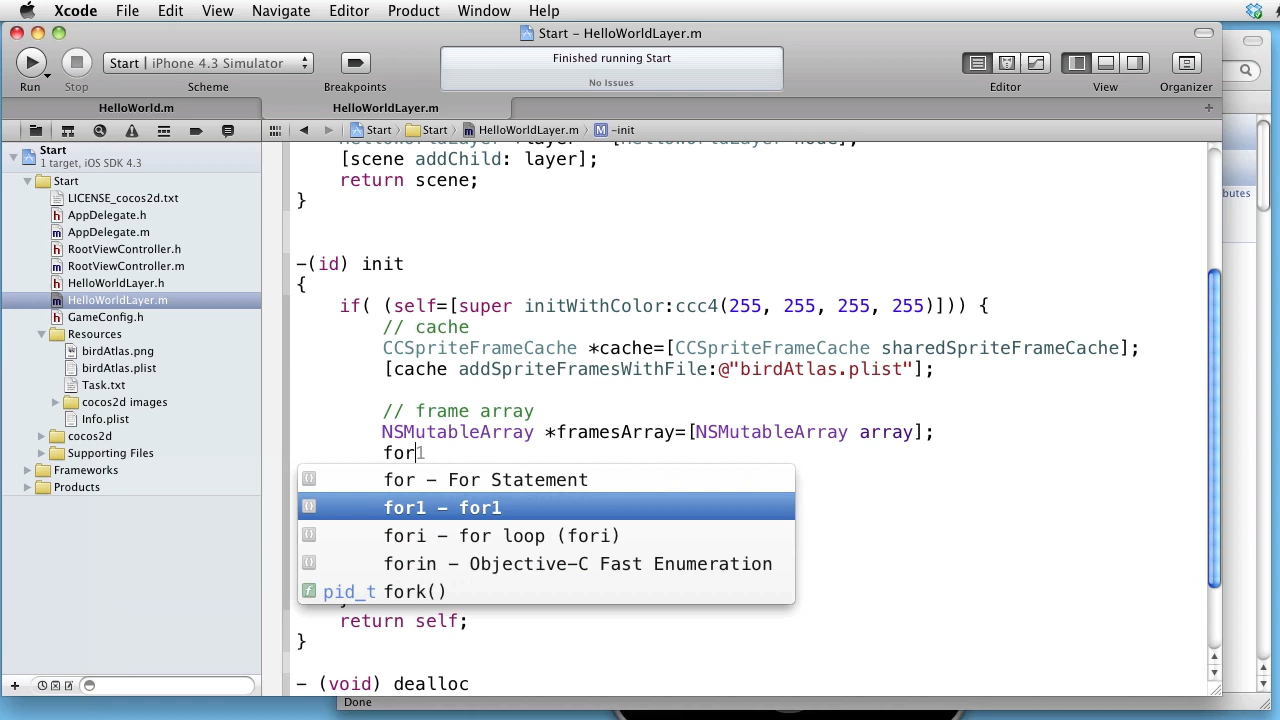 Xcode File Edit View Navigate Editor Product Window Help
Start - HelloWorldLayer.m
Start | iPhone 4.3 Simulator
Finished running Start
No Issues
Run Stop Scheme Breakpoints Editor View Organizer
HelloWorld.m HelloWorldLayer.m
Start Start HelloWorldLayer.m -init
Start
1 target, iOS SDK 4.3
Start
LICENSE_cocos2d.txt
AppDelegate.h
AppDelegate.m
RootViewController.h
RootViewController.m
HelloWorldLayer.h
HelloWorldLayer.m
GameConfig.h
Resources
birdAtlas.png
birdAtlas.plist
Task.txt
cocos2d images
Info.plist
cocos2d
Supporting Files
Frameworks
Products
[scene addChild: layer];
return scene;
}
-(id) init
{
if( (self=[super initWithColor:ccc4(255, 255, 255, 255)])) {
// cache
CCSpriteFrameCache *cache=[CCSpriteFrameCache sharedSpriteFrameCache];
[cache addSpriteFramesWithFile:@"birdAtlas.plist"];
// frame array
NSMutableArray *framesArray=[NSMutableArray array];
for1
for – For Statement
for1 – for1
fori – for loop (fori)
forin – Objective-C Fast Enumeration
f pid_t fork()
return self;
}
- (void) dealloc
Done
butes